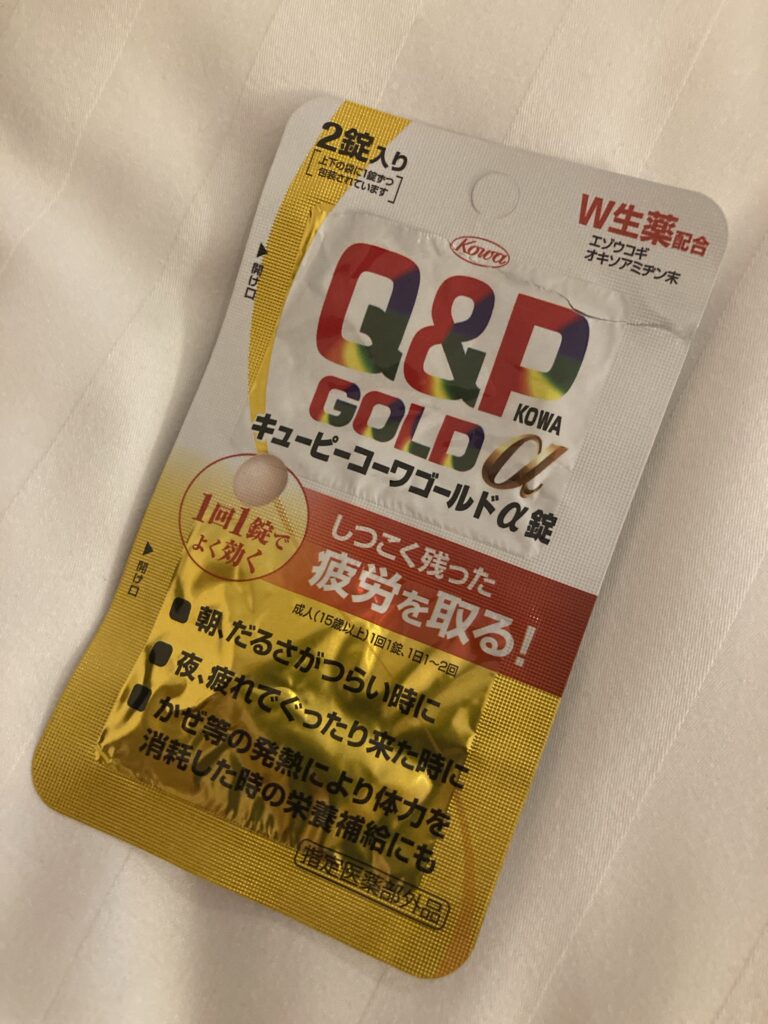 2錠入り
上下の袋に1錠ずつ
包装されています
W生薬配合
エゾウコギ
オキソアミヂン末
▶開け口
Kowa
Q&P
KOWA
GOLD α
キューピーコーワゴールドα錠
1回1錠で
よく効く
しつこく残った
疲労を取る!
成人(15歳以上)1回1錠、1日1~2回
▶開け口
■朝、だるさがつらい時に
■夜、疲れでぐったり来た時に
■かぜ等の発熱により体力を
消耗した時の栄養補給にも
指定医薬部外品